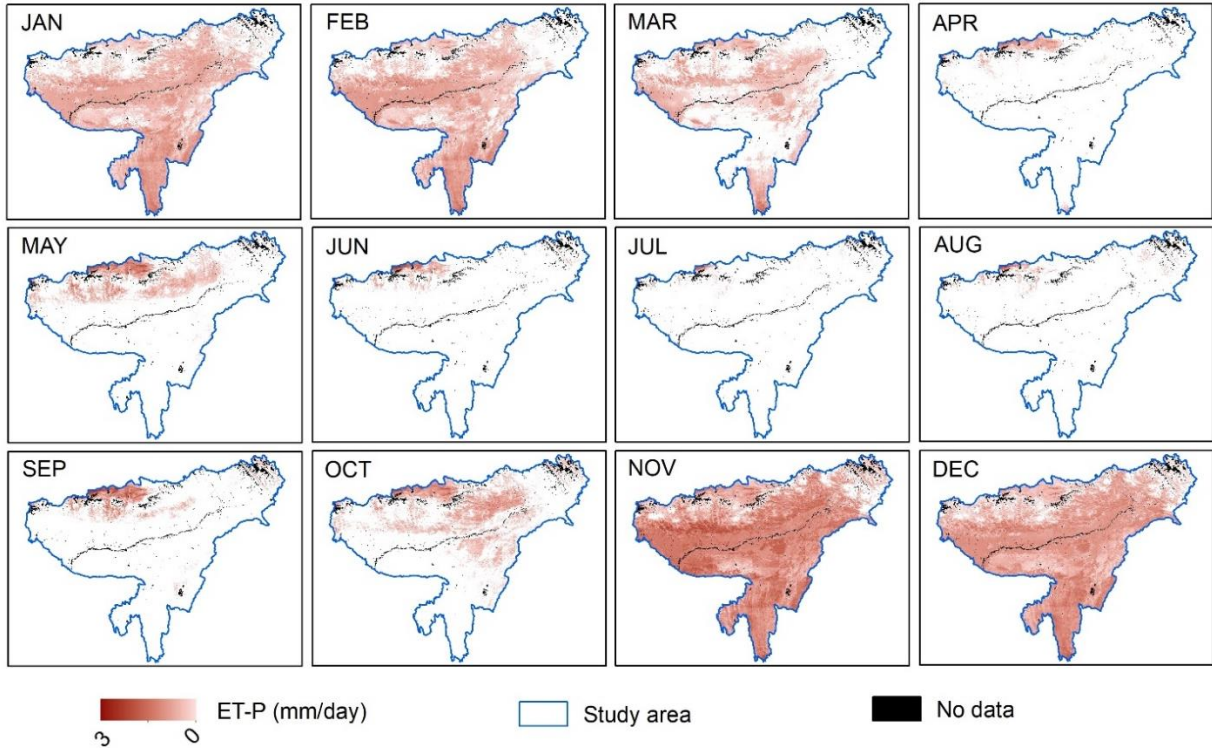 JAN
FEB
MAR
APR
MAY
JUN
JUL
AUG
SEP
OCT
NOV
DEC
ET-P (mm/day)
3
0
Study area
No data